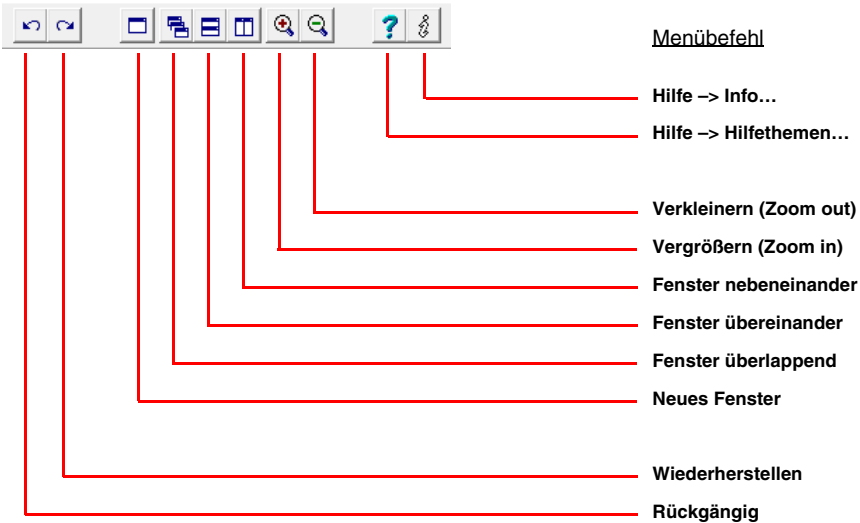 Menübefehl
Hilfe –> Info…
Hilfe –> Hilfethemen…
Verkleinern (Zoom out)
Vergrößern (Zoom in)
Fenster nebeneinander
Fenster übereinander
Fenster überlappend
Neues Fenster
Wiederherstellen
Rückgängig